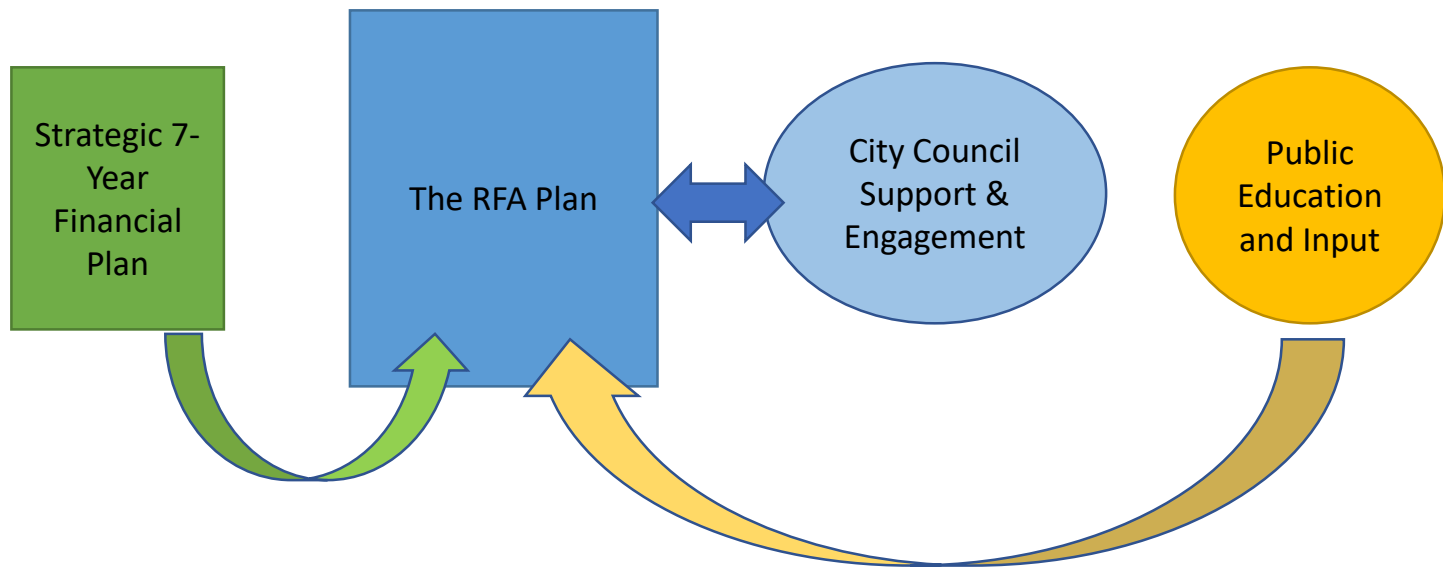 Strategic 7-
Year
Financial
Plan
The RFA Plan
City Council
Support &
Engagement
Public
Education
and Input